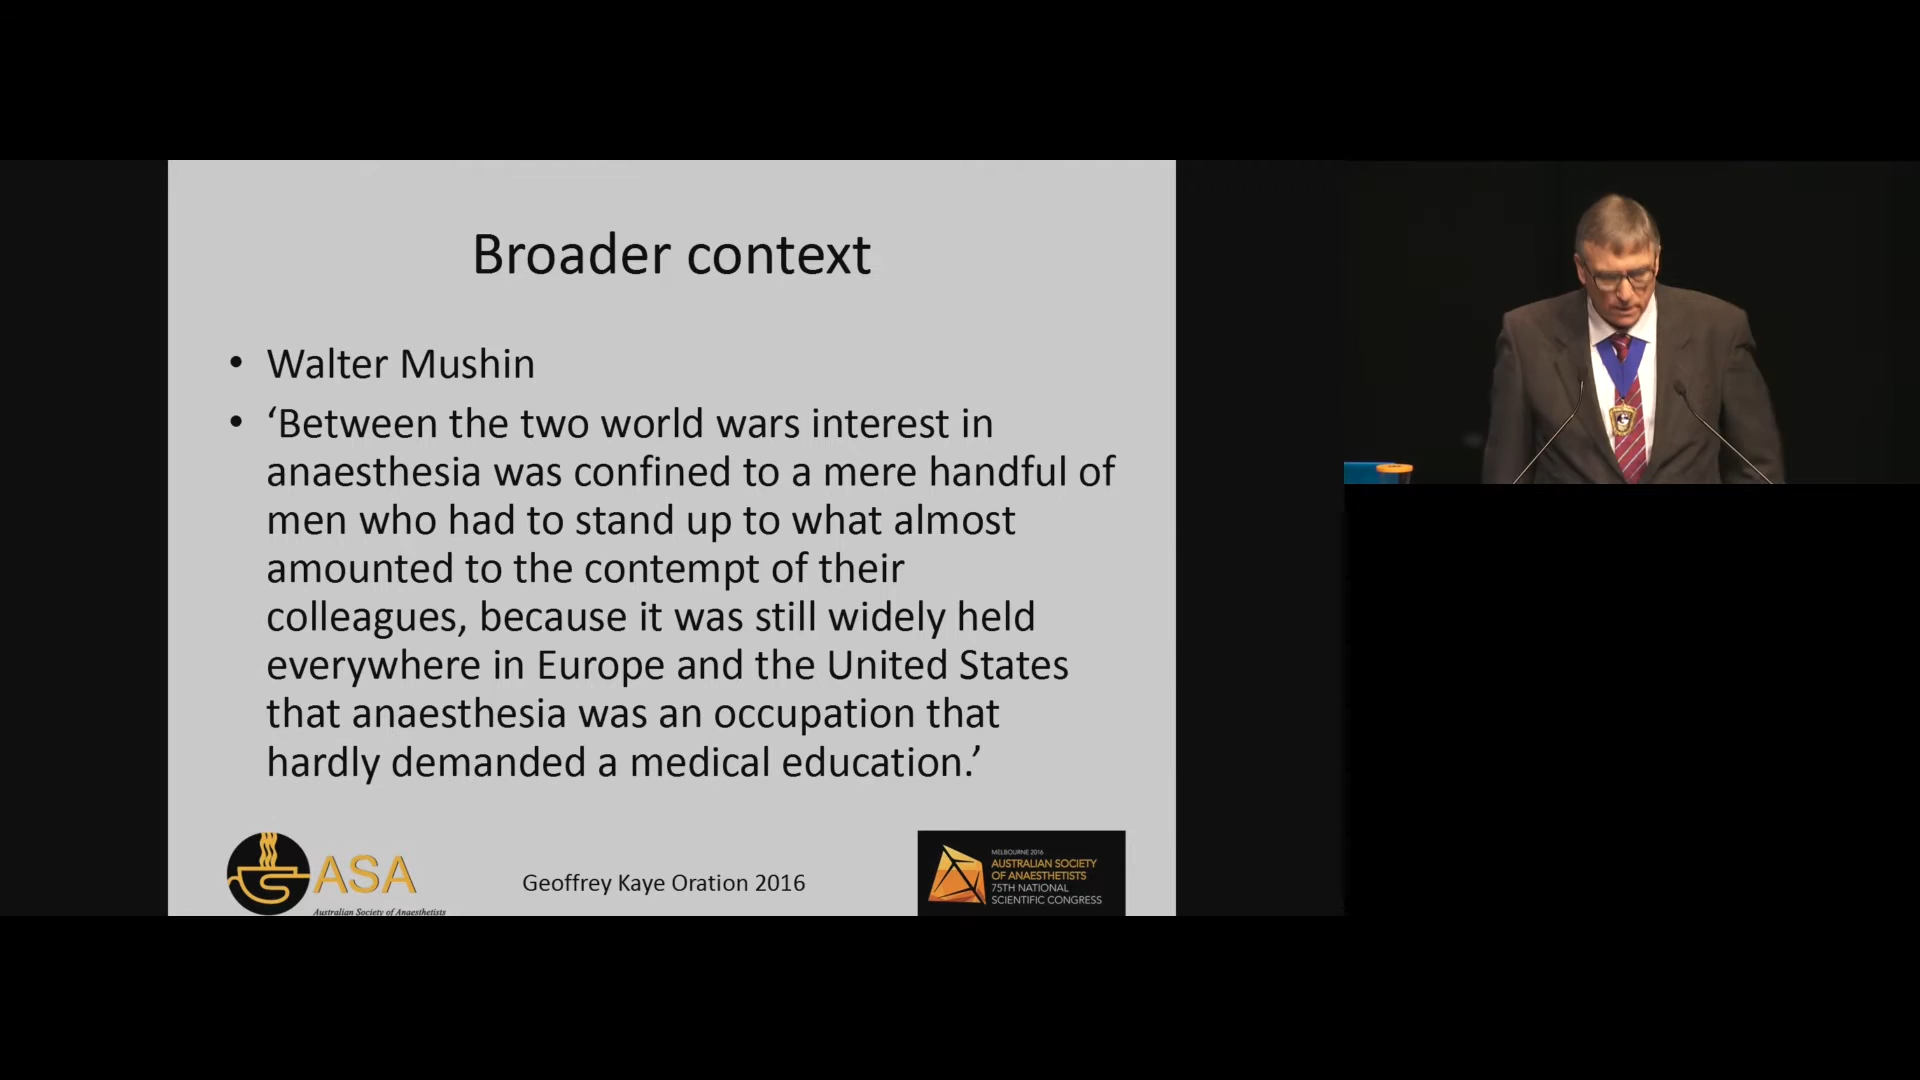 Broader context
• Walter Mushin
• ‘Between the two world wars interest in
anaesthesia was confined to a mere handful of
men who had to stand up to what almost
amounted to the contempt of their
colleagues, because it was still widely held
everywhere in Europe and the United States
that anaesthesia was an occupation that
hardly demanded a medical education.’
ASA
Australian Society of Anaesthetists
Geoffrey Kaye Oration 2016
MELBOURNE 2016
AUSTRALIAN SOCIETY
OF ANAESTHETISTS
75TH NATIONAL
SCIENTIFIC CONGRESS